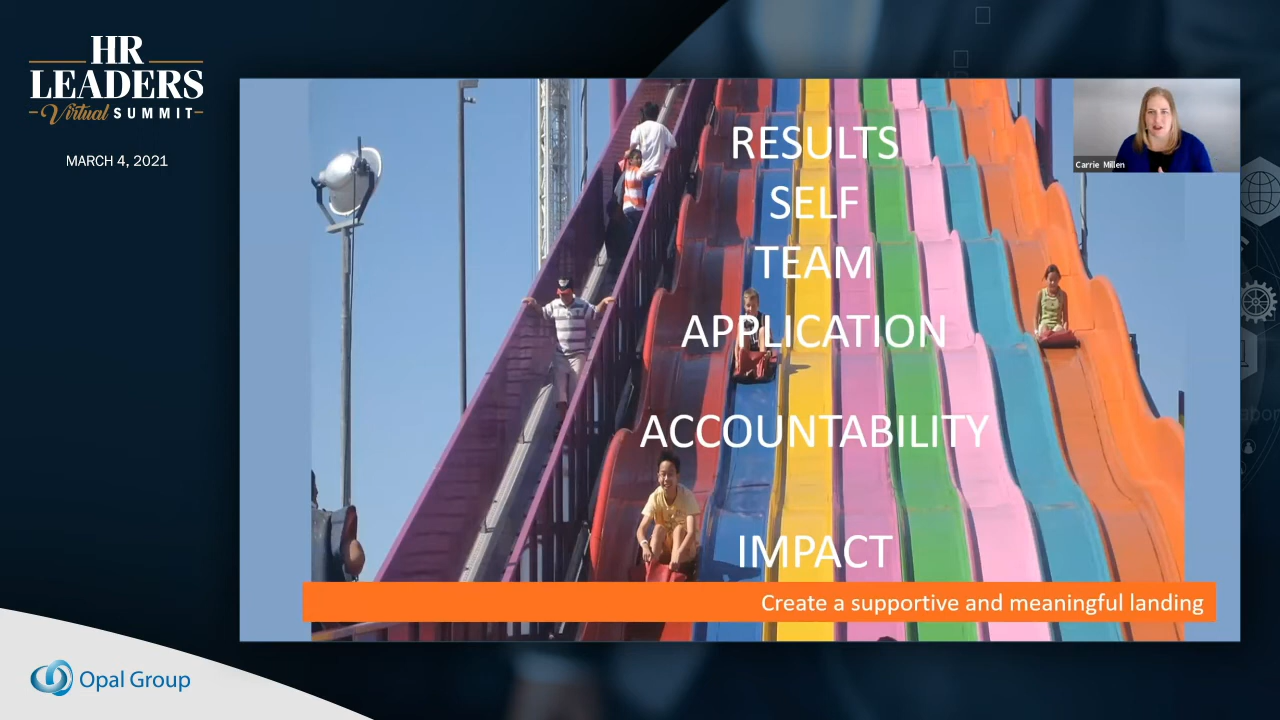 HR
LEADERS
Virtual SUMMIT
MARCH 4, 2021
RESULTS
SELF
TEAM
APPLICATION
ACCOUNTABILITY
IMPACT
Create a supportive and meaningful landing
Carrie Millen
Opal Group